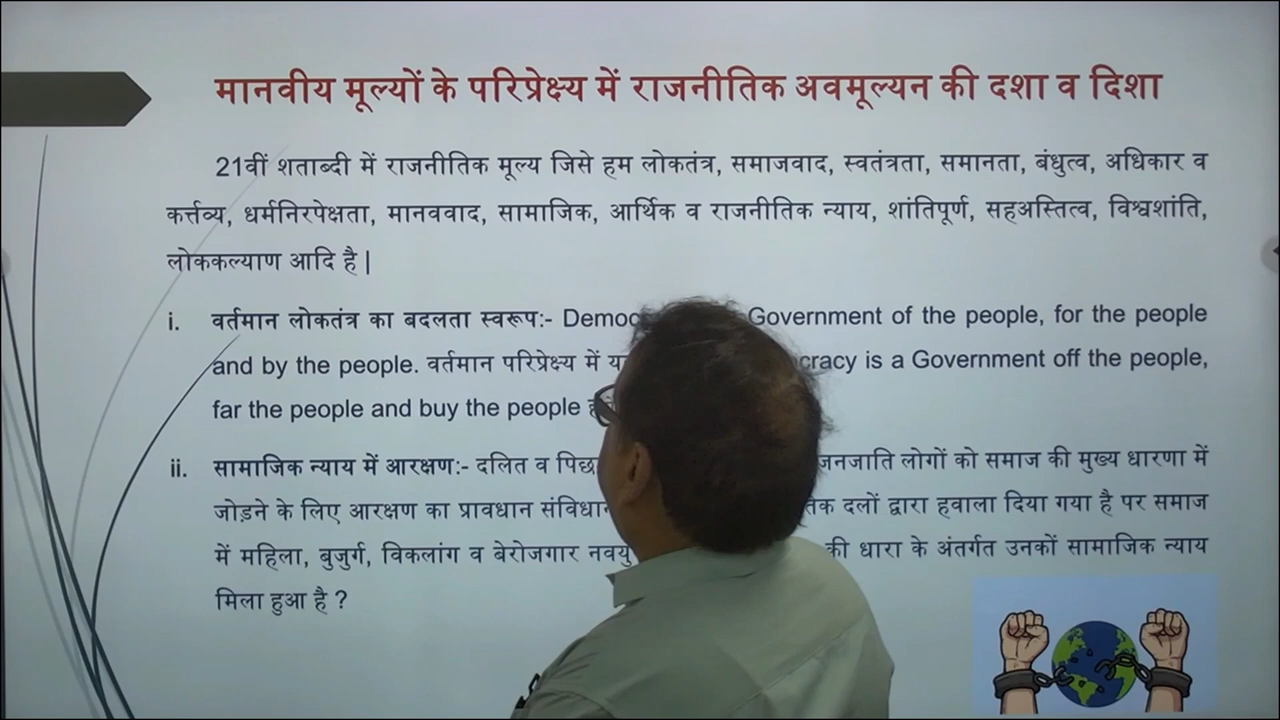 मानवीय मूल्यों के परिप्रेक्ष्य में राजनीतिक अवमूल्यन की दशा व दिशा
21वीं शताब्दी में राजनीतिक मूल्य जिसे हम लोकतंत्र, समाजवाद, स्वतंत्रता, समानता, बंधुत्व, अधिकार व
कर्त्तव्य, धर्मनिरपेक्षता, मानववाद, सामाजिक, आर्थिक व राजनीतिक न्याय, शांतिपूर्ण, सहअस्तित्व, विश्वशांति,
लोककल्याण आदि है |
i. वर्तमान लोकतंत्र का बदलता स्वरूप:- Government of the people, for the people
and by the people. वर्तमान परिप्रेक्ष्य में is a Government off the people,
far the people and buy the people
ii. सामाजिक न्याय में आरक्षण:- दलित व जनजाति लोगों को समाज की मुख्य धारणा में
जोड़ने के लिए आरक्षण का प्रावधान दलों द्वारा हवाला दिया गया है पर समाज
में महिला, बुजुर्ग, विकलांग व बेरोजगार की धारा के अंतर्गत उनकों सामाजिक न्याय
मिला हुआ है ?